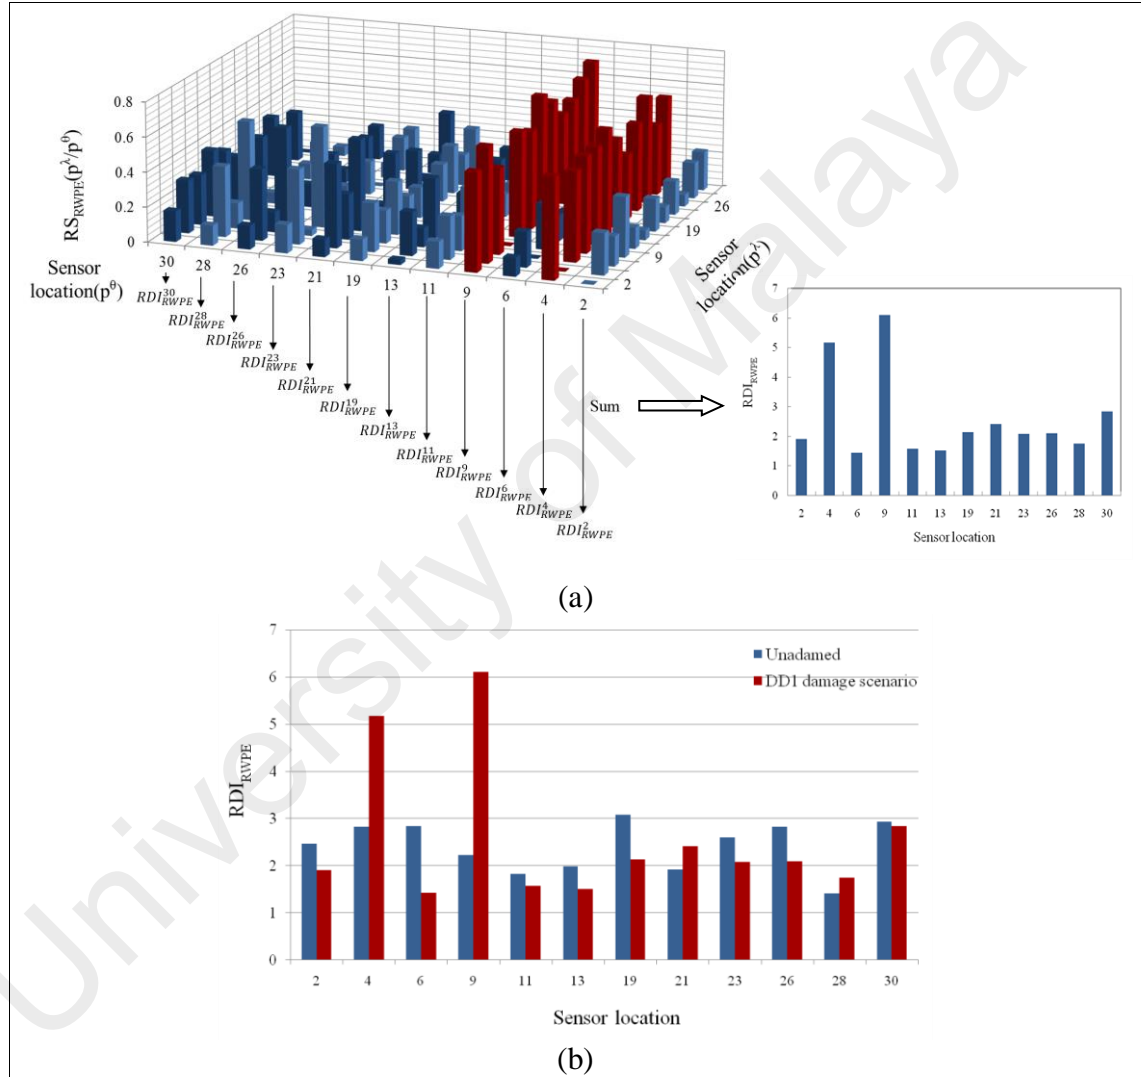 RS_RWPE(p^λ/p^θ)
0.8
0.6
0.4
0.2
0
Sensor location(p^θ)
30 28 26 23 21 19 13 11 9 6 4 2
2 9 19 26
Sensor location(p^λ)
RDI^30_RWPE
RDI^28_RWPE
RDI^26_RWPE
RDI^23_RWPE
RDI^21_RWPE
RDI^19_RWPE
RDI^13_RWPE
RDI^11_RWPE
RDI^9_RWPE
RDI^6_RWPE
RDI^4_RWPE
RDI^2_RWPE
Sum
RDI_RWPE
7
6
5
4
3
2
1
0
2 4 6 9 11 13 19 21 23 26 28 30
Sensor location
(a)
RDI_RWPE
7
6
5
4
3
2
1
0
Unadamed
DD1 damage scenario
2 4 6 9 11 13 19 21 23 26 28 30
Sensor location
(b)
University of Malaya